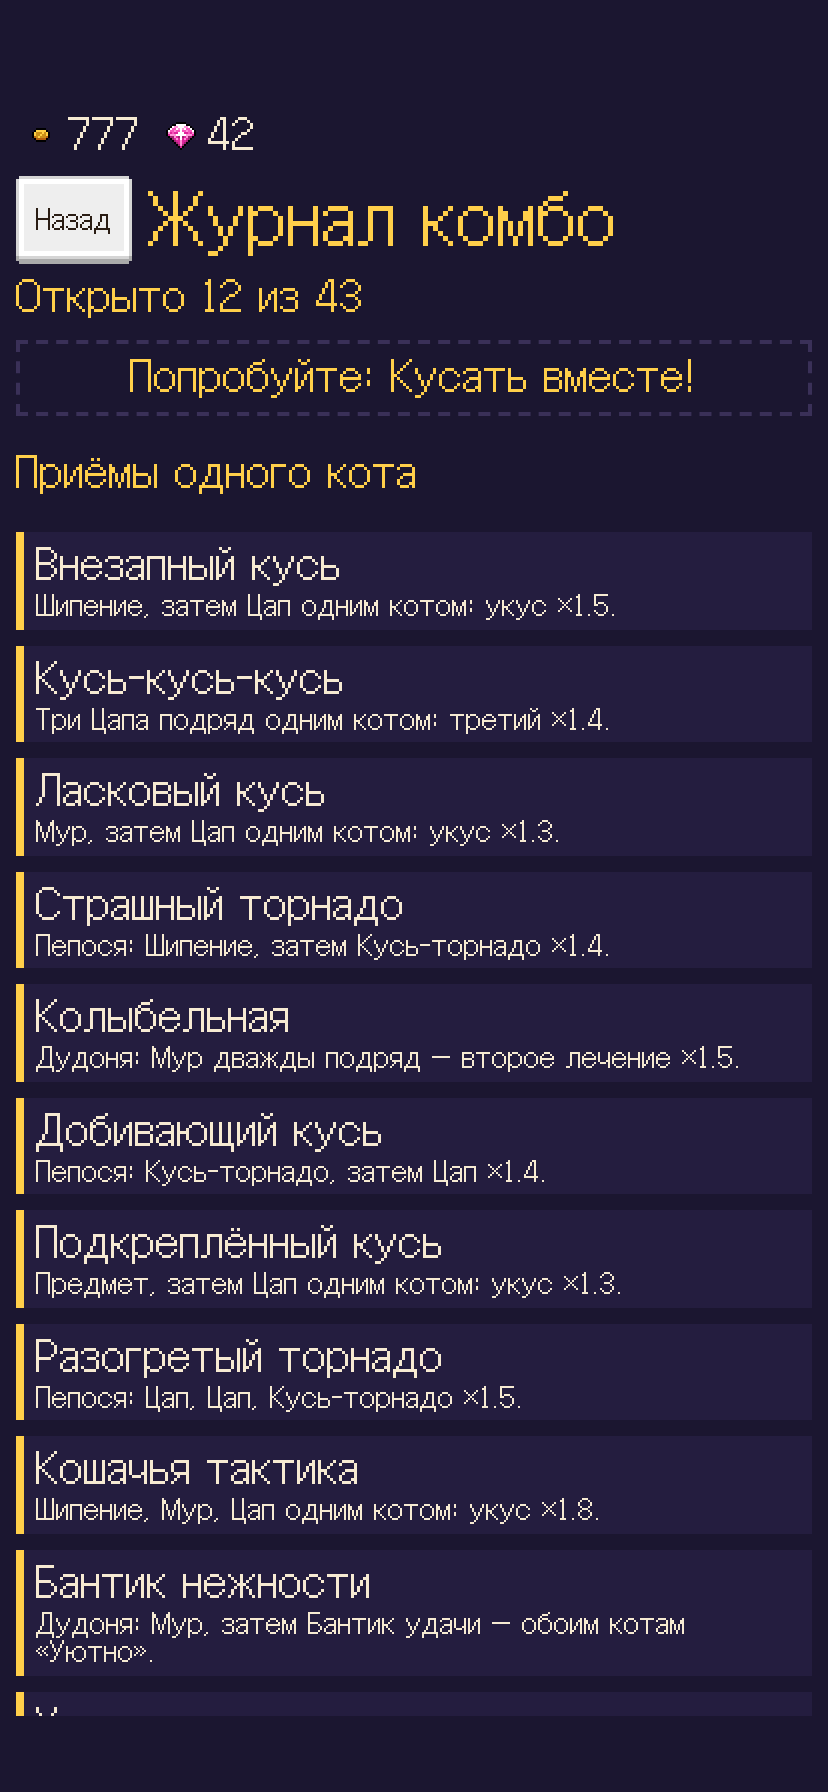 777 42
Назад Журнал комбо
Открыто 12 из 43
Попробуйте: Кусать вместе!
Приёмы одного кота
Внезапный кусь
Шипение, затем Цап одним котом: укус ×1.5.
Кусь-кусь-кусь
Три Цапа подряд одним котом: третий ×1.4.
Ласковый кусь
Мур, затем Цап одним котом: укус ×1.3.
Страшный торнадо
Пепося: Шипение, затем Кусь-торнадо ×1.4.
Колыбельная
Дудоня: Мур дважды подряд — второе лечение ×1.5.
Добивающий кусь
Пепося: Кусь-торнадо, затем Цап ×1.4.
Подкреплённый кусь
Предмет, затем Цап одним котом: укус ×1.3.
Разогретый торнадо
Пепося: Цап, Цап, Кусь-торнадо ×1.5.
Кошачья тактика
Шипение, Мур, Цап одним котом: укус ×1.8.
Бантик нежности
Дудоня: Мур, затем Бантик удачи — обоим котам
«Уютно».